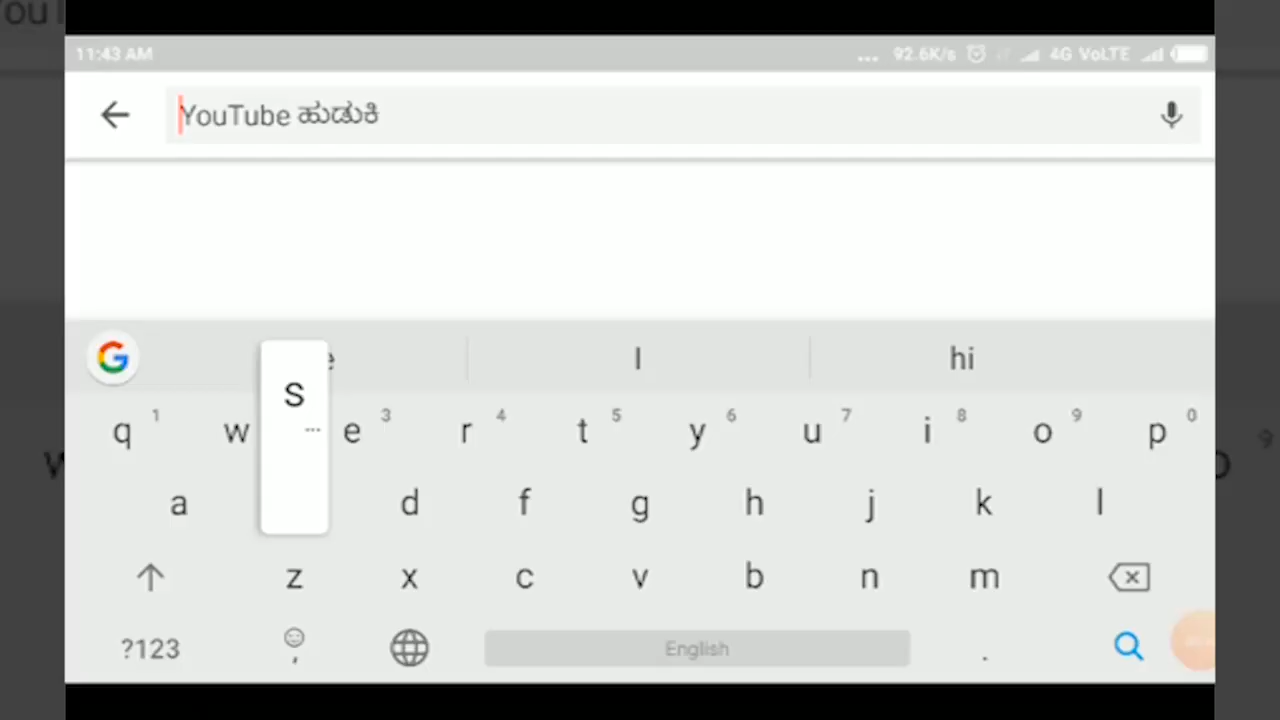 11:43 AM ... 92.6K/s 4G VoLTE
YouTube ಹುಡುಕಿ
G I hi
q 1 w e 3 r 4 t 5 y 6 u 7 i 8 o 9 p 0
S ...
a d f g h j k l
z x c v b n m
?123 , English .